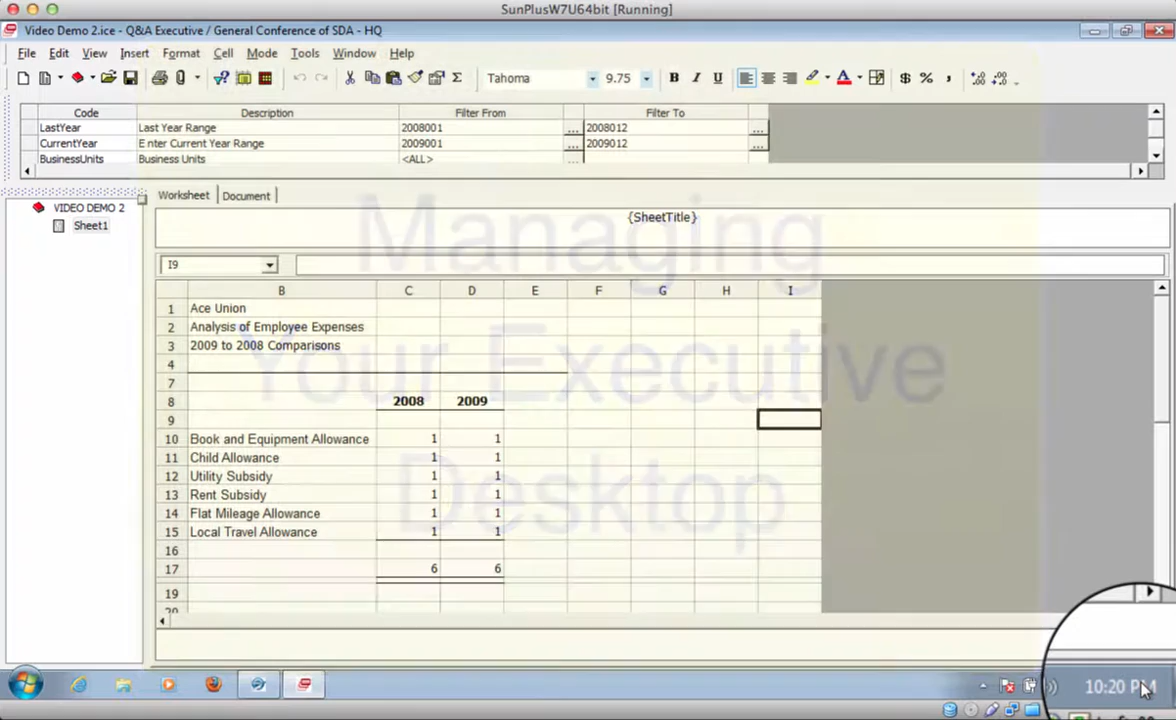 SunPlusW7U64bit [Running]
Video Demo 2.ice - Q&A Executive / General Conference of SDA - HQ
File Edit View Insert Format Cell Mode Tools Window Help
Tahoma 9.75 B I U A $ % ,
Code Description Filter From Filter To
LastYear Last Year Range 2008001 ... 2008012 ...
CurrentYear Enter Current Year Range 2009001 ... 2009012 ...
BusinessUnits Business Units <ALL> ...
Worksheet Document
VIDEO DEMO 2
Sheet1
{SheetTitle}
Managing
Your Executive
Desktop
I9
B C D E F G H I
1 Ace Union
2 Analysis of Employee Expenses
3 2009 to 2008 Comparisons
4
7
8 2008 2009
9
10 Book and Equipment Allowance 1 1
11 Child Allowance 1 1
12 Utility Subsidy 1 1
13 Rent Subsidy 1 1
14 Flat Mileage Allowance 1 1
15 Local Travel Allowance 1 1
16
17 6 6
19
20
10:20 PM